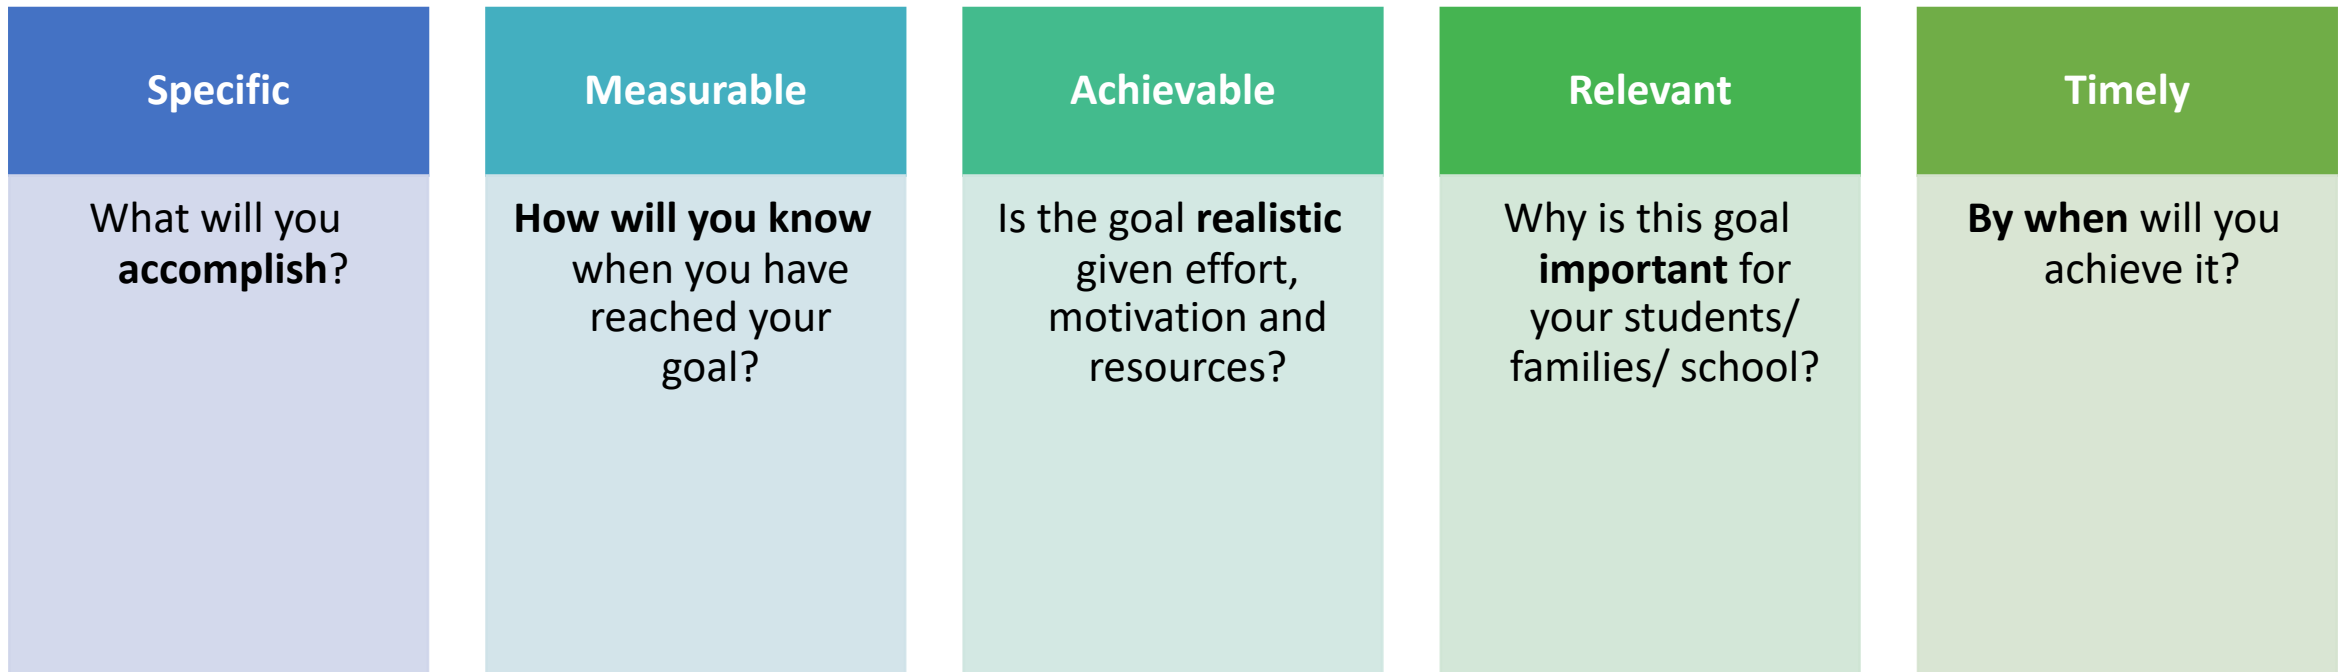 Specific
What will you
accomplish?
Measurable
How will you know
when you have
reached your
goal?
Achievable
Is the goal realistic
given effort,
motivation and
resources?
Relevant
Why is this goal
important for
your students/
families/ school?
Timely
By when will you
achieve it?